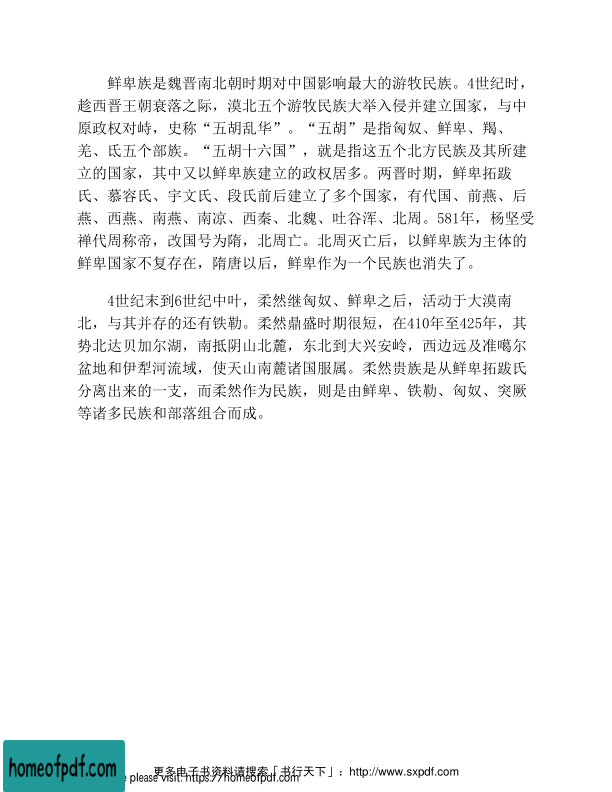 鲜卑族是魏晋南北朝时期对中国影响最大的游牧民族。4世纪时，
趁西晋王朝衰落之际，漠北五个游牧民族大举入侵并建立国家，与中
原政权对峙，史称“五胡乱华”。“五胡”是指匈奴、鲜卑、羯、
羌、氐五个部族。“五胡十六国”，就是指这五个北方民族及其所建
立的国家，其中又以鲜卑族建立的政权居多。两晋时期，鲜卑拓跋
氏、慕容氏、宇文氏、段氏前后建立了多个国家，有代国、前燕、后
燕、西燕、南燕、南凉、西秦、北魏、吐谷浑、北周。581年，杨坚受
禅代周称帝，改国号为隋，北周亡。北周灭亡后，以鲜卑族为主体的
鲜卑国家不复存在，隋唐以后，鲜卑作为一个民族也消失了。
4世纪末到6世纪中叶，柔然继匈奴、鲜卑之后，活动于大漠南
北，与其并存的还有铁勒。柔然鼎盛时期很短，在410年至425年，其
势北达贝加尔湖，南抵阴山北麓，东北到大兴安岭，西边远及准噶尔
盆地和伊犁河流域，使天山南麓诸国服属。柔然贵族是从鲜卑拓跋氏
分离出来的一支，而柔然作为民族，则是由鲜卑、铁勒、匈奴、突厥
等诸多民族和部落组合而成。
更多电子书资料请搜索「书行天下」：http://www.sxpdf.com
please visit: https://homeofpdf.com
homeofpdf.com